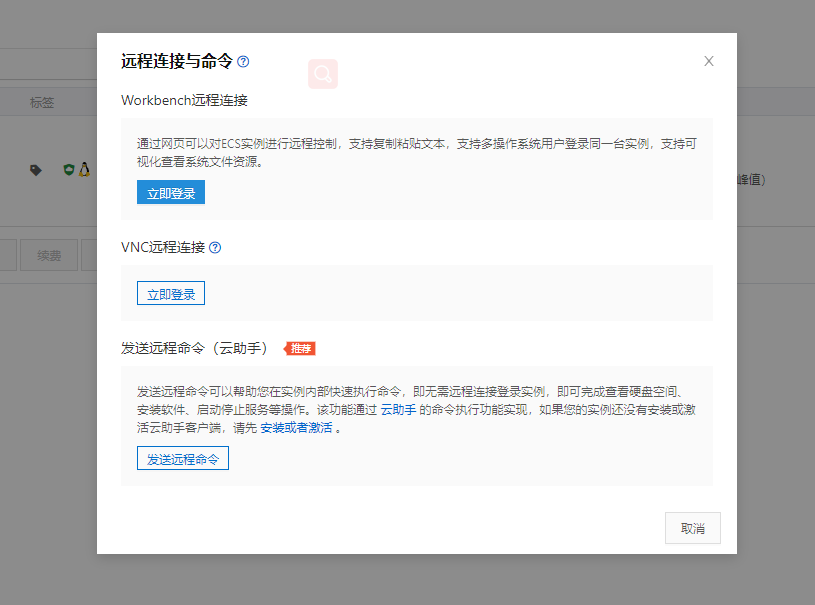 远程连接与命令
Workbench远程连接
标签
通过网页可以对ECS实例进行远程控制，支持复制粘贴文本，支持多操作系统用户登录同一台实例，支持可
视化查看系统文件资源。
峰值）
立即登录
VNC远程连接
续费
立即登录
发送远程命令（云助手）
推荐
发送远程命令可以帮助您在实例内部快速执行命令，即无需远程连接登录实例，即可完成查看硬盘空间、
安装软件、启动停止服务等操作。该功能通过 云助手 的命令执行功能实现，如果您的实例还没有安装或激
活云助手客户端，请先 安装或者激活 。
发送远程命令
取消